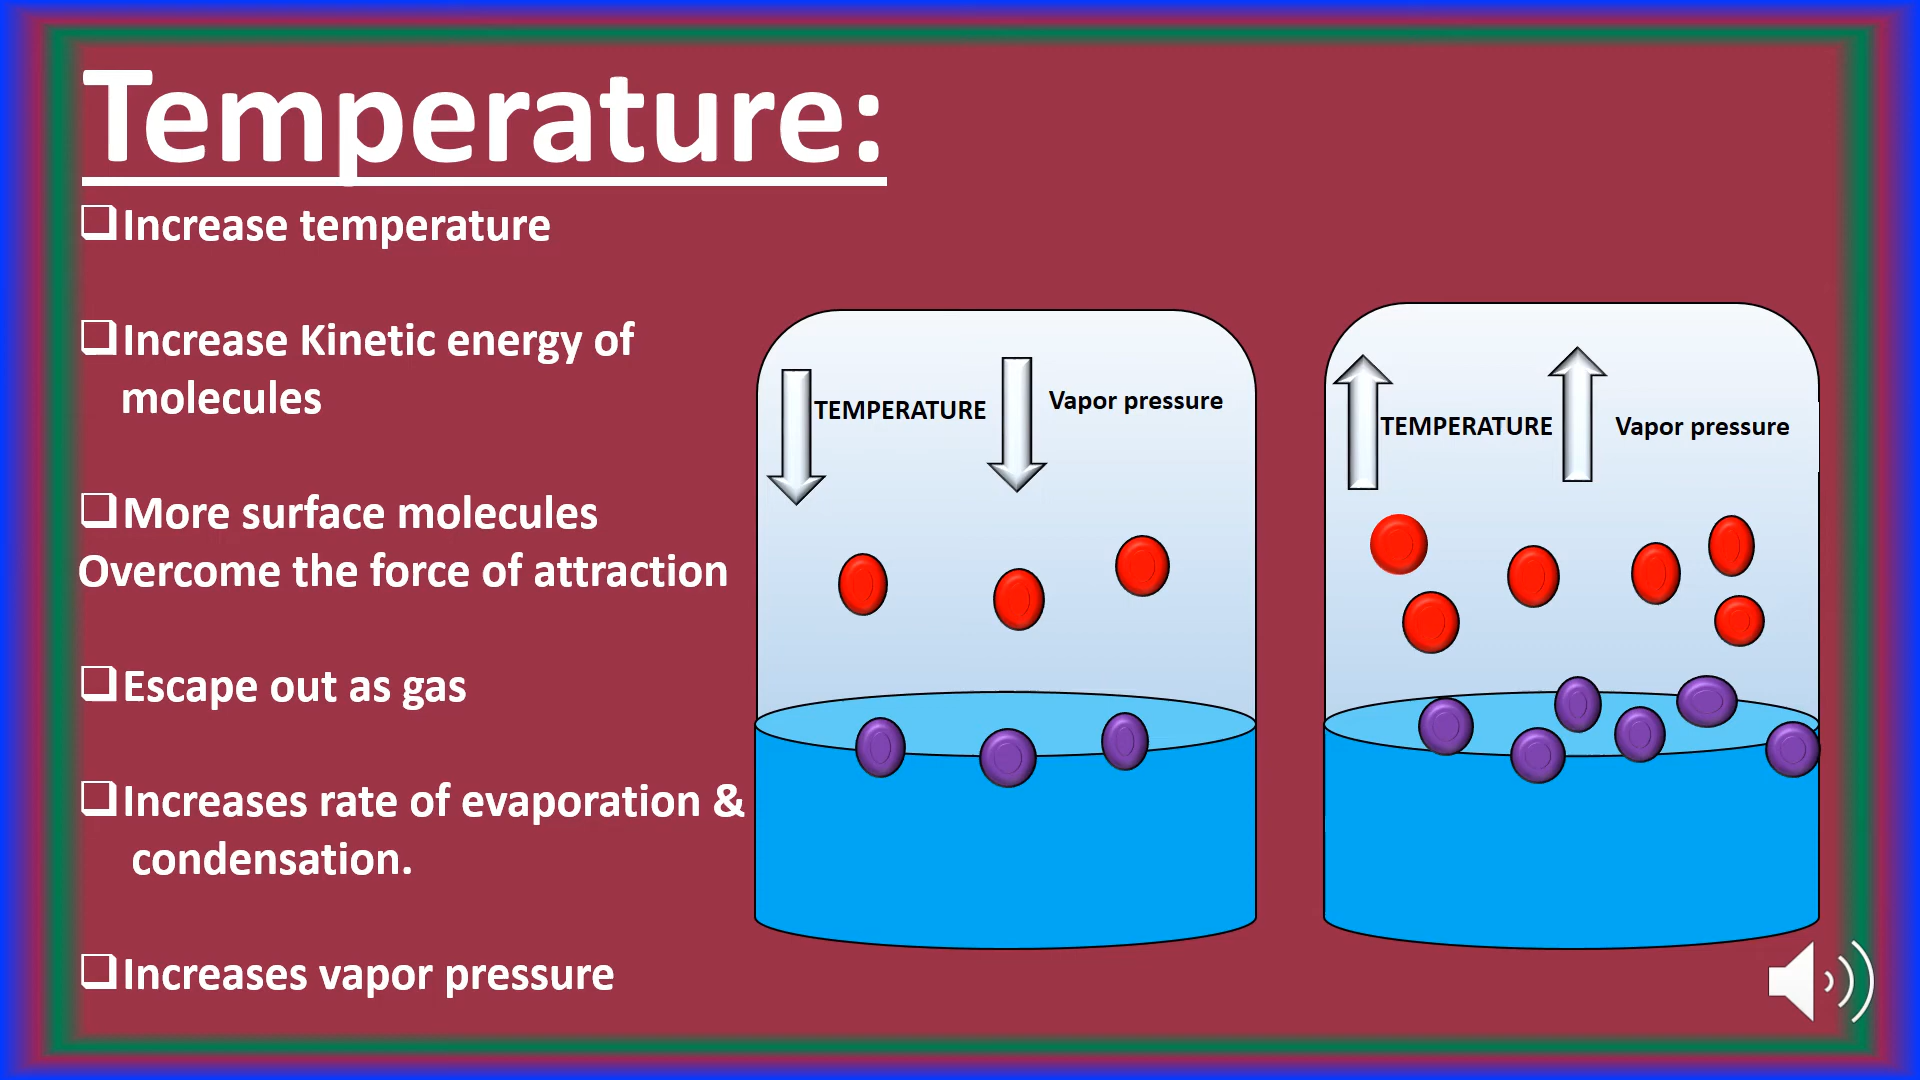 Temperature:
Increase temperature
Increase Kinetic energy of
molecules
More surface molecules
Overcome the force of attraction
Escape out as gas
Increases rate of evaporation &
condensation.
Increases vapor pressure
TEMPERATURE
Vapor pressure
TEMPERATURE
Vapor pressure